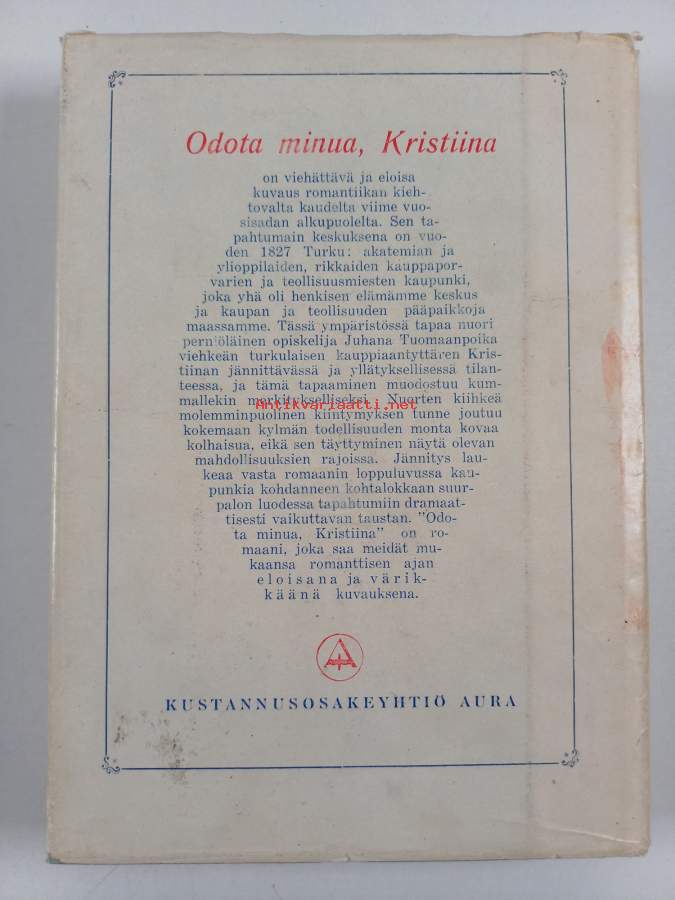 Odota minua, Kristiina
on viehättävä ja eloisa
kuvaus romantiikan kieh-
tovalta kaudelta viime vuo-
sisadan alkupuolelta. Sen ta-
pahtumain keskuksena on vuo-
den 1827 Turku: akatemian ja
ylioppilaiden, rikkaiden kauppapor-
varien ja teollisuusmiesten kaupunki,
joka yhä oli henkisen elämämme keskus
ja kaupan ja teollisuuden pääpaikkoja
maassamme. Tässä ympäristössä tapaa nuori
perniöläinen opiskelija Juhana Tuomaanpoika
viehkeän turkulaisen kauppiaantyttären Kris-
tiinan jännittävässä ja yllätyksellisessä tilan-
teessa, ja tämä tapaaminen muodostuu kum-
mallekin merkitykselliseksi. Nuorten kiihkeä
Antikvariaatti.net
molemminpuolinen kiintymyksen tunne joutuu
kokemaan kylmän todellisuuden monta kovaa
kolhaisua, eikä sen täyttyminen näytä olevan
mahdollisuuksien rajoissa. Jännitys lau-
keaa vasta romaanin loppuluvussa kau-
punkia kohdanneen kohtalokkaan suur-
palon luodessa tapahtumiin dramaat-
tisesti vaikuttavan taustan. "Odo-
ta minua, Kristiina" on ro-
maani, joka saa meidät mu-
kaansa romanttisen ajan
eloisana ja värik-
käänä kuvauksena.
KUSTANNUSOSAKEYHTIÖ AURA